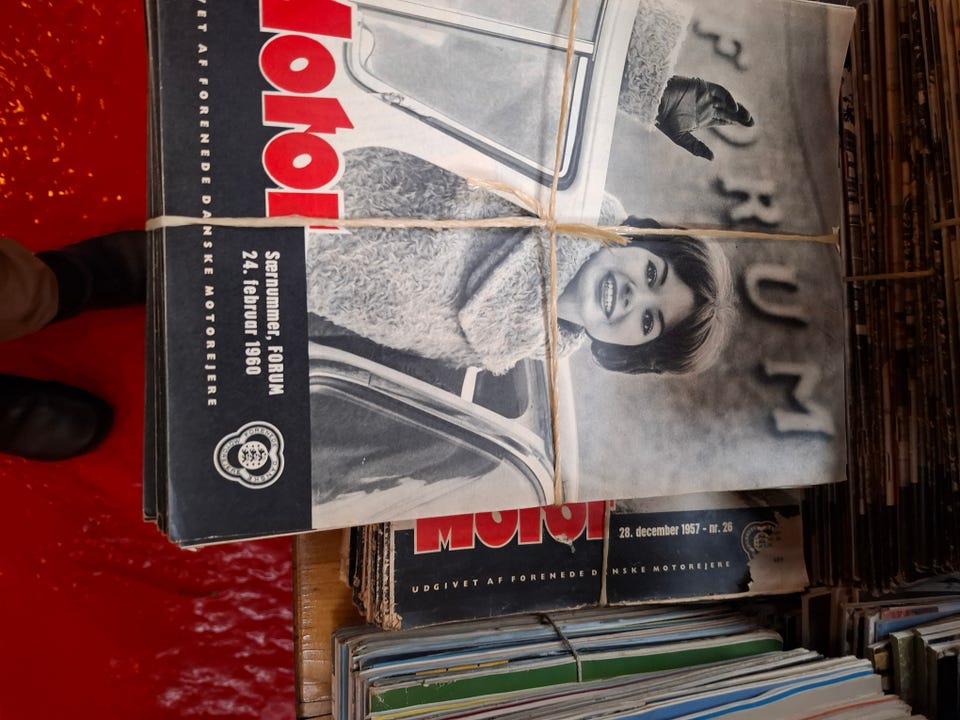 FORUM
Motor
Særnummer, FORUM
24. februar 1960
VET AF FORENEDE DANSKE MOTOREJERE
Motor
28. december 1957 - nr. 26
UDGIVET AF FORENEDE DANSKE MOTOREJERE